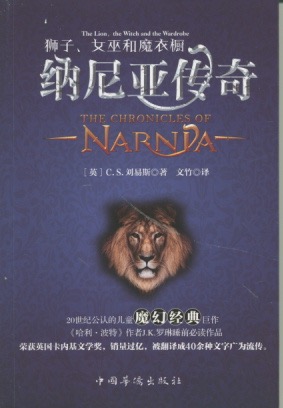 The Lion, the Witch and the Wardrobe
狮子、女巫和魔衣橱
纳尼亚传奇
THE CHRONICLES OF
NARNIA
[英] C.S.刘易斯◎著 文竹◎译
20世纪公认的儿童魔幻经典巨作
《哈利·波特》作者J.K.罗琳睡前必读作品
荣获英国卡内基文学奖，销量过亿，被翻译成40余种文字广为流传。
中国华侨出版社